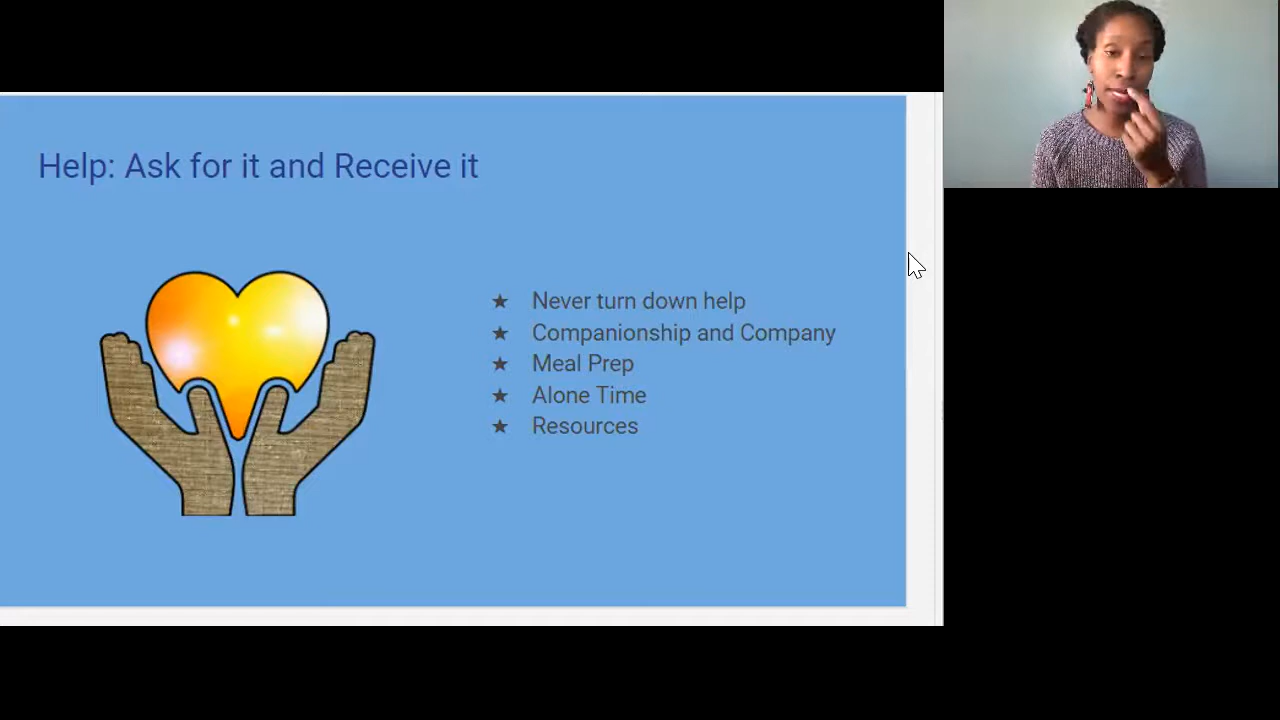 Help: Ask for it and Receive it
★ Never turn down help
★ Companionship and Company
★ Meal Prep
★ Alone Time
★ Resources